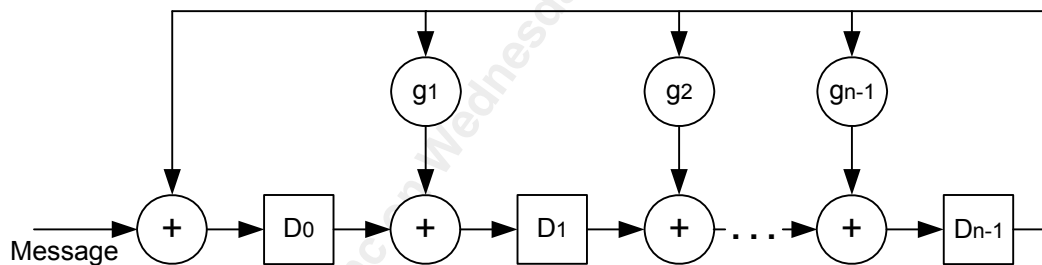 g1 g2 gn-1
+ D0 + D1 + ... + Dn-1
Message